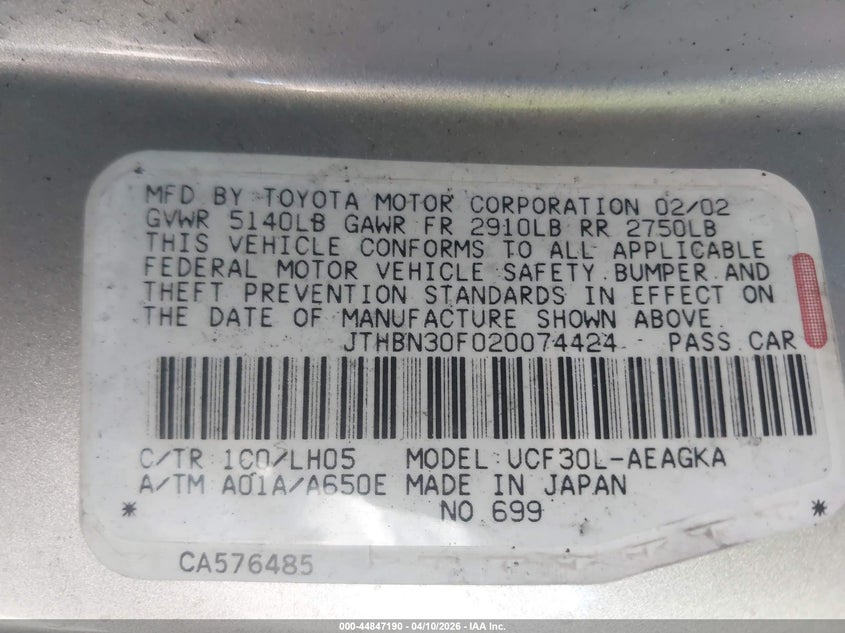 MFD BY TOYOTA MOTOR CORPORATION 02/02
GVWR 5140LB GAWR FR 2910LB RR 2750LB
THIS VEHICLE CONFORMS TO ALL APPLICABLE
FEDERAL MOTOR VEHICLE SAFETY, BUMPER AND
THEFT PREVENTION STANDARDS IN EFFECT ON
THE DATE OF MANUFACTURE SHOWN ABOVE.
JTHBN30F020074424 PASS CAR
C/TR 1C0/LH05 MODEL UCF30L-AEAGKA
A/TM A01A/A650E MADE IN JAPAN
* NO 699 *
CA576485
000-44847190 - 04/10/2026 - IAA Inc.